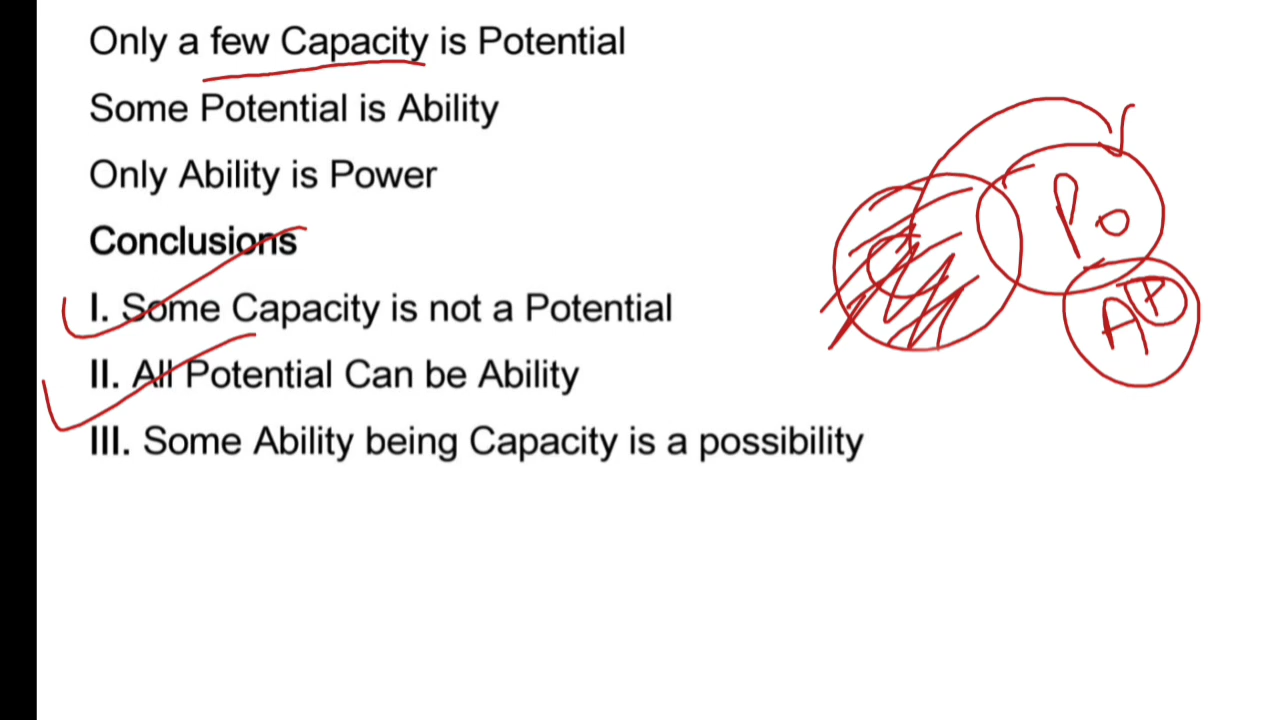 Only a few Capacity is Potential
Some Potential is Ability
Only Ability is Power
Conclusions
I. Some Capacity is not a Potential
II. All Potential Can be Ability
III. Some Ability being Capacity is a possibility
Po
A P